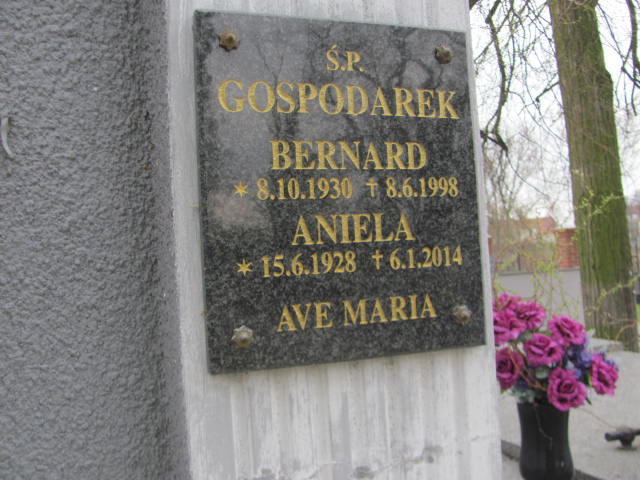 Ś.P.
GOSPODAREK
BERNARD
✶ 8.10.1930 ✝ 8.6.1998
ANIELA
✶ 15.6.1928 ✝ 6.1.2014
AVE MARIA